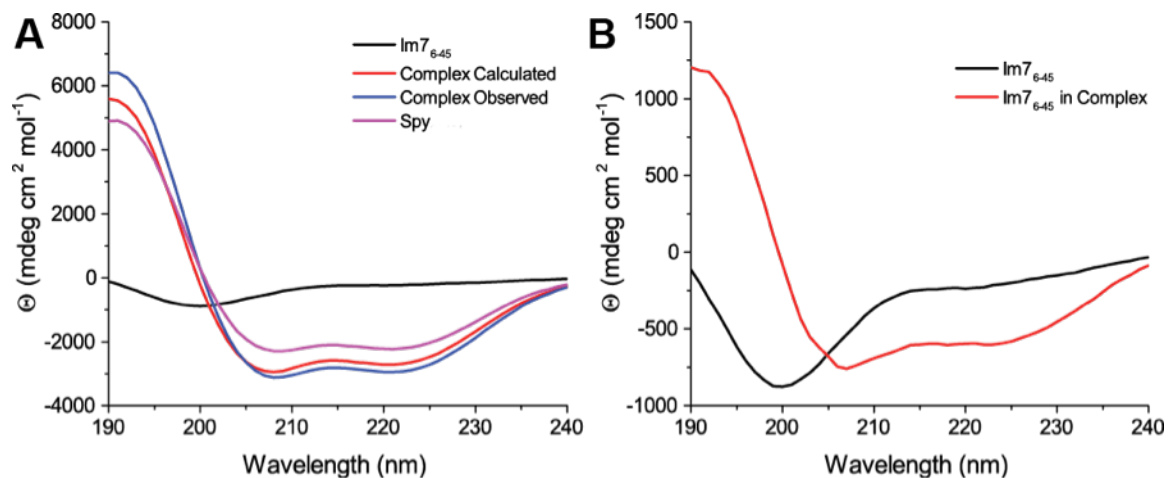 A
8000
6000
4000
2000
0
-2000
-4000
Θ (mdeg cm² mol⁻¹)
Im7₆₋₄₅
Complex Calculated
Complex Observed
Spy
190 200 210 220 230 240
Wavelength (nm)
B
1500
1000
500
0
-500
-1000
Θ (mdeg cm² mol⁻¹)
Im7₆₋₄₅
Im7₆₋₄₅ in Complex
190 200 210 220 230 240
Wavelength (nm)